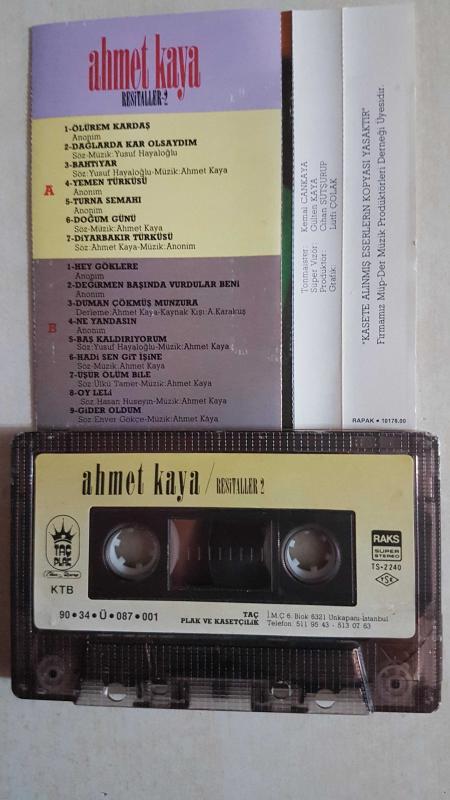 ahmet kaya
RESİTALLER-2
A
1-ÖLÜREM KARDAŞ
Anonim
2-DAĞLARDA KAR OLSAYDIM
Söz-Müzik: Yusuf Hayaloğlu
3-BAHTİYAR
Söz: Yusuf Hayaloğlu-Müzik: Ahmet Kaya
4-YEMEN TÜRKÜSÜ
Anonim
5-TURNA SEMAHI
Anonim
6-DOĞUM GÜNÜ
Söz-Müzik: Ahmet Kaya
7-DİYARBAKIR TÜRKÜSÜ
Söz: Ahmet Kaya-Müzik: Anonim
B
1-HEY GÖKLERE
Anonim
2-DEĞİRMEN BAŞINDA VURDULAR BENİ
Anonim
3-DUMAN ÇÖKMÜŞ MUNZURA
Derleme: Ahmet Kaya-Kaynak Kişi: A.Karakuş
4-NE YANDASIN
Anonim
5-BAŞ KALDIRIYORUM
Söz: Yusuf Hayaloğlu-Müzik: Ahmet Kaya
6-HADİ SEN GİT İŞİNE
Söz-Müzik: Ahmet Kaya
7-ÜŞÜR ÖLÜM BİLE
Söz: Ülkü Tamer-Müzik: Ahmet Kaya
8-OY LELİ
Söz: Hasan Hüseyin-Müzik: Ahmet Kaya
9-GİDER OLDUM
Söz: Enver Gökçe-Müzik: Ahmet Kaya
Tonmaister: Kemal CANKAYA
Süper Vizör: Gülten KAYA
Prodüktör: Cihan SÜTŞURUP
Grafik: Lütfi ÇOLAK
"KASETE ALINMIŞ ESERLERİN KOPYASI YASAKTIR"
Firmamız Müp-Der Müzik Prodüktörleri Derneği Üyesidir.
RAPAK • 10178.00
ahmet kaya / RESİTALLER 2
TAÇ
PLAK
KTB
RAKS
SUPER
STEREO
TS-2240
TSE
90•34•Ü•087•001
TAÇ
PLAK VE KASETÇİLİK
İ.M.Ç 6. Blok 6321 Unkapanı-İstanbul
Telefon: 511 95 43 - 513 07 63